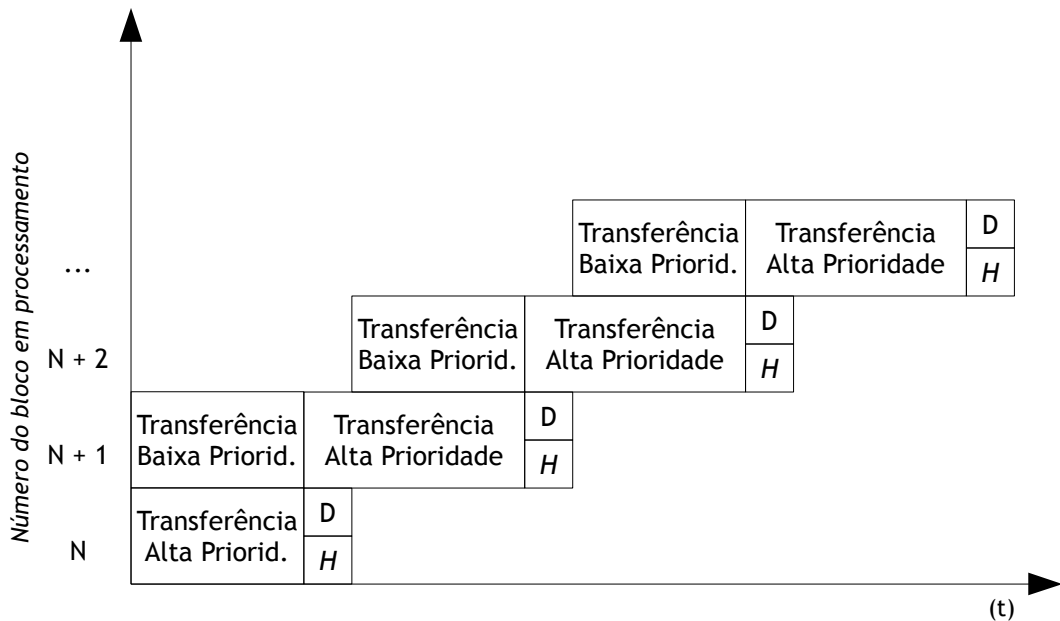 Número do bloco em processamento
...
Transferência
Baixa Priorid.
Transferência
Alta Prioridade
D
H
N + 2
Transferência
Baixa Priorid.
Transferência
Alta Prioridade
D
H
N + 1
Transferência
Baixa Priorid.
Transferência
Alta Prioridade
D
H
N
Transferência
Alta Priorid.
D
H
(t)